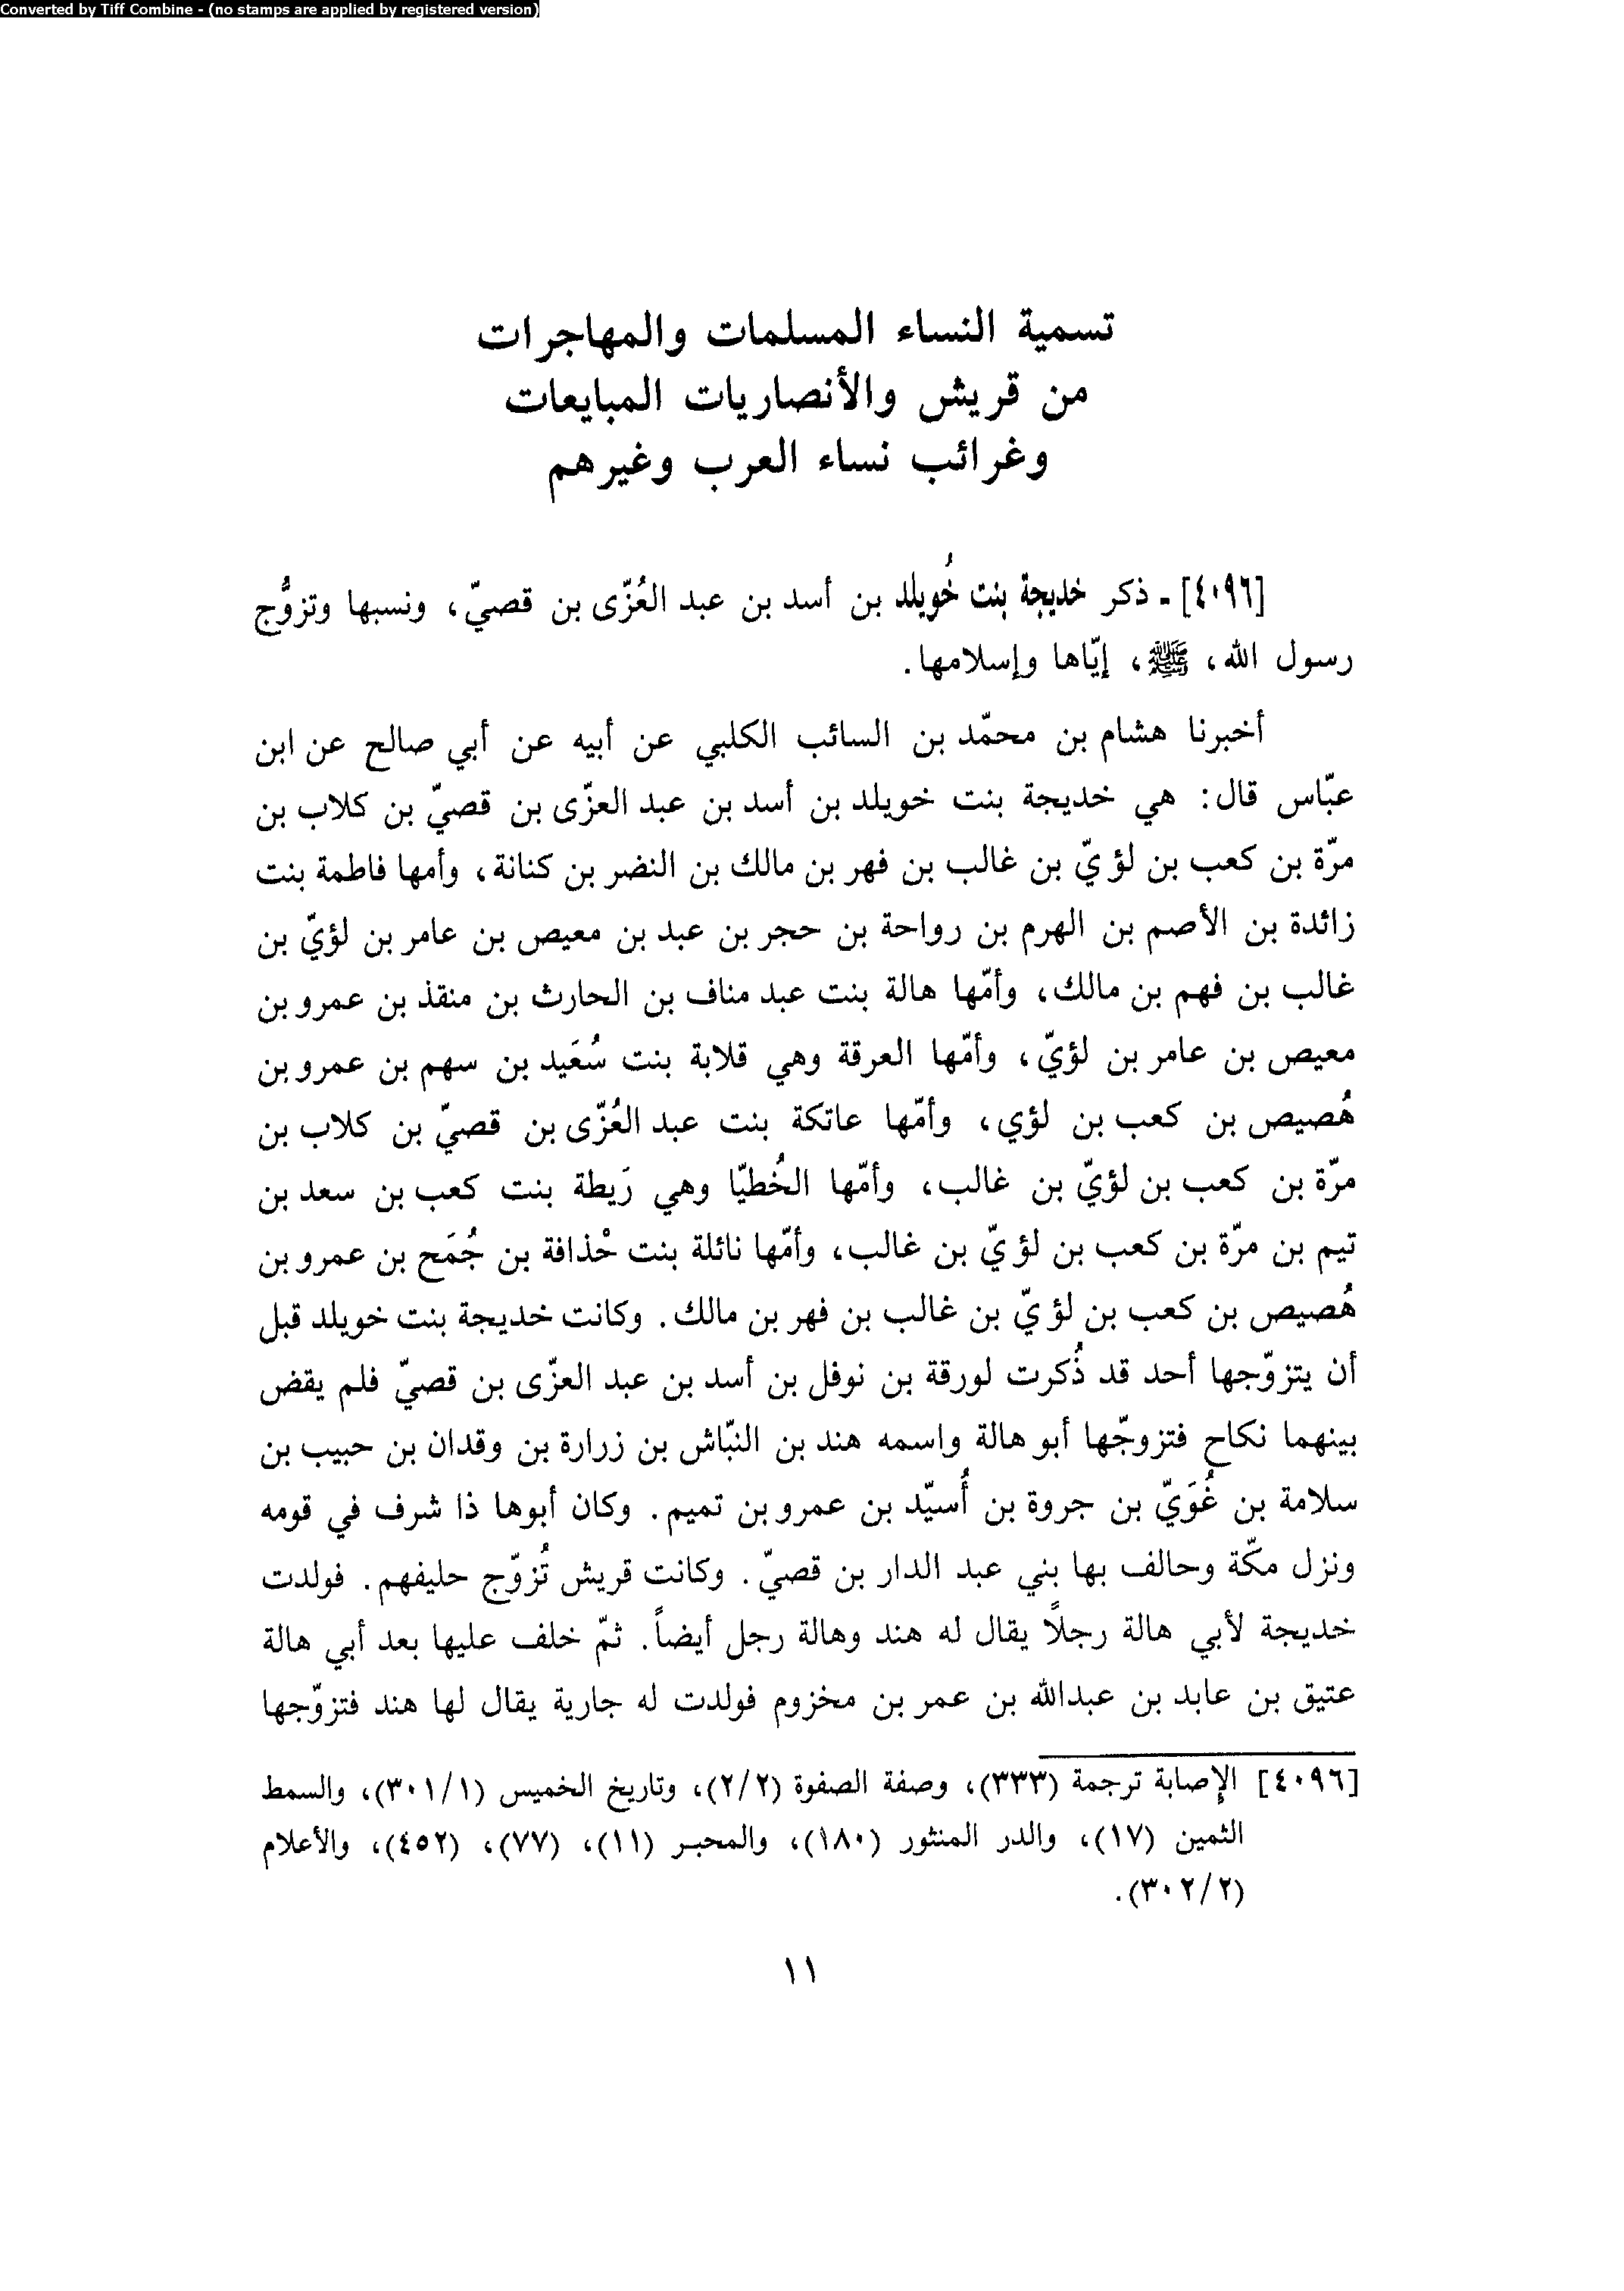 Converted by Tiff Combine - (no stamps are applied by registered version)
تسمية النساء المسلمات والمهاجرات
من قريش والأنصاريات المبايعات
وغرائب نساء العرب وغيرهم
[٤٠٩٦] ـ ذكر خديجة بنت خُويلد بن أسد بن عبد العُزّى بن قصيّ، ونسبها وتزوُّج
رسول الله، ﷺ، إيّاها وإسلامها.
أخبرنا هشام بن محمّد بن السائب الكلبي عن أبيه عن أبي صالح عن ابن
عبّاس قال: هي خديجة بنت خويلد بن أسد بن عبد العزّى بن قصيّ بن كلاب بن
مرّة بن كعب بن لؤيّ بن غالب بن فهر بن مالك بن النضر بن كنانة، وأمها فاطمة بنت
زائدة بن الأصم بن الهرم بن رواحة بن حجر بن عبد بن معيص بن عامر بن لؤيّ بن
غالب بن فهم بن مالك، وأمّها هالة بنت عبد مناف بن الحارث بن منقذ بن عمرو بن
معيص بن عامر بن لؤيّ، وأمّها العرقة وهي قلابة بنت سُعَيد بن سهم بن عمرو بن
هُصيص بن كعب بن لؤي، وأمّها عاتكة بنت عبد العُزّى بن قصيّ بن كلاب بن
مرّة بن كعب بن لؤيّ بن غالب، وأمّها الخُطيّا وهي رَيطة بنت كعب بن سعد بن
تيم بن مرّة بن كعب بن لؤيّ بن غالب، وأمّها نائلة بنت حْذافة بن جُمَح بن عمرو بن
هُصيص بن كعب بن لؤيّ بن غالب بن فهر بن مالك. وكانت خديجة بنت خويلد قبل
أن يتزوّجها أحد قد ذُكرت لورقة بن نوفل بن أسد بن عبد العزّى بن قصيّ فلم يقض
بينهما نكاح فتزوجّها أبو هالة واسمه هند بن النبّاش بن زرارة بن وقدان بن حبيب بن
سلامة بن غُوَيّ بن جروة بن أُسيّد بن عمرو بن تميم. وكان أبوها ذا شرف في قومه
ونزل مكّة وحالف بها بني عبد الدار بن قصيّ. وكانت قريش تُزوّج حليفهم. فولدت
خديجة لأبي هالة رجلًا يقال له هند وهالة رجل أيضاً. ثمّ خلف عليها بعد أبي هالة
عتيق بن عابد بن عبدالله بن عمر بن مخزوم فولدت له جارية يقال لها هند فتزوّجها
[٤٠٩٦] الإصابة ترجمة (٣٣٣)، وصفة الصفوة (٢/٢)، وتاريخ الخميس (٣٠١/١)، والسمط
الثمين (١٧)، والدر المنثور (١٨٠)، والمحبر (١١)، (٧٧)، (٤٥٢)، والأعلام
(٣٠٢/٢).
١١